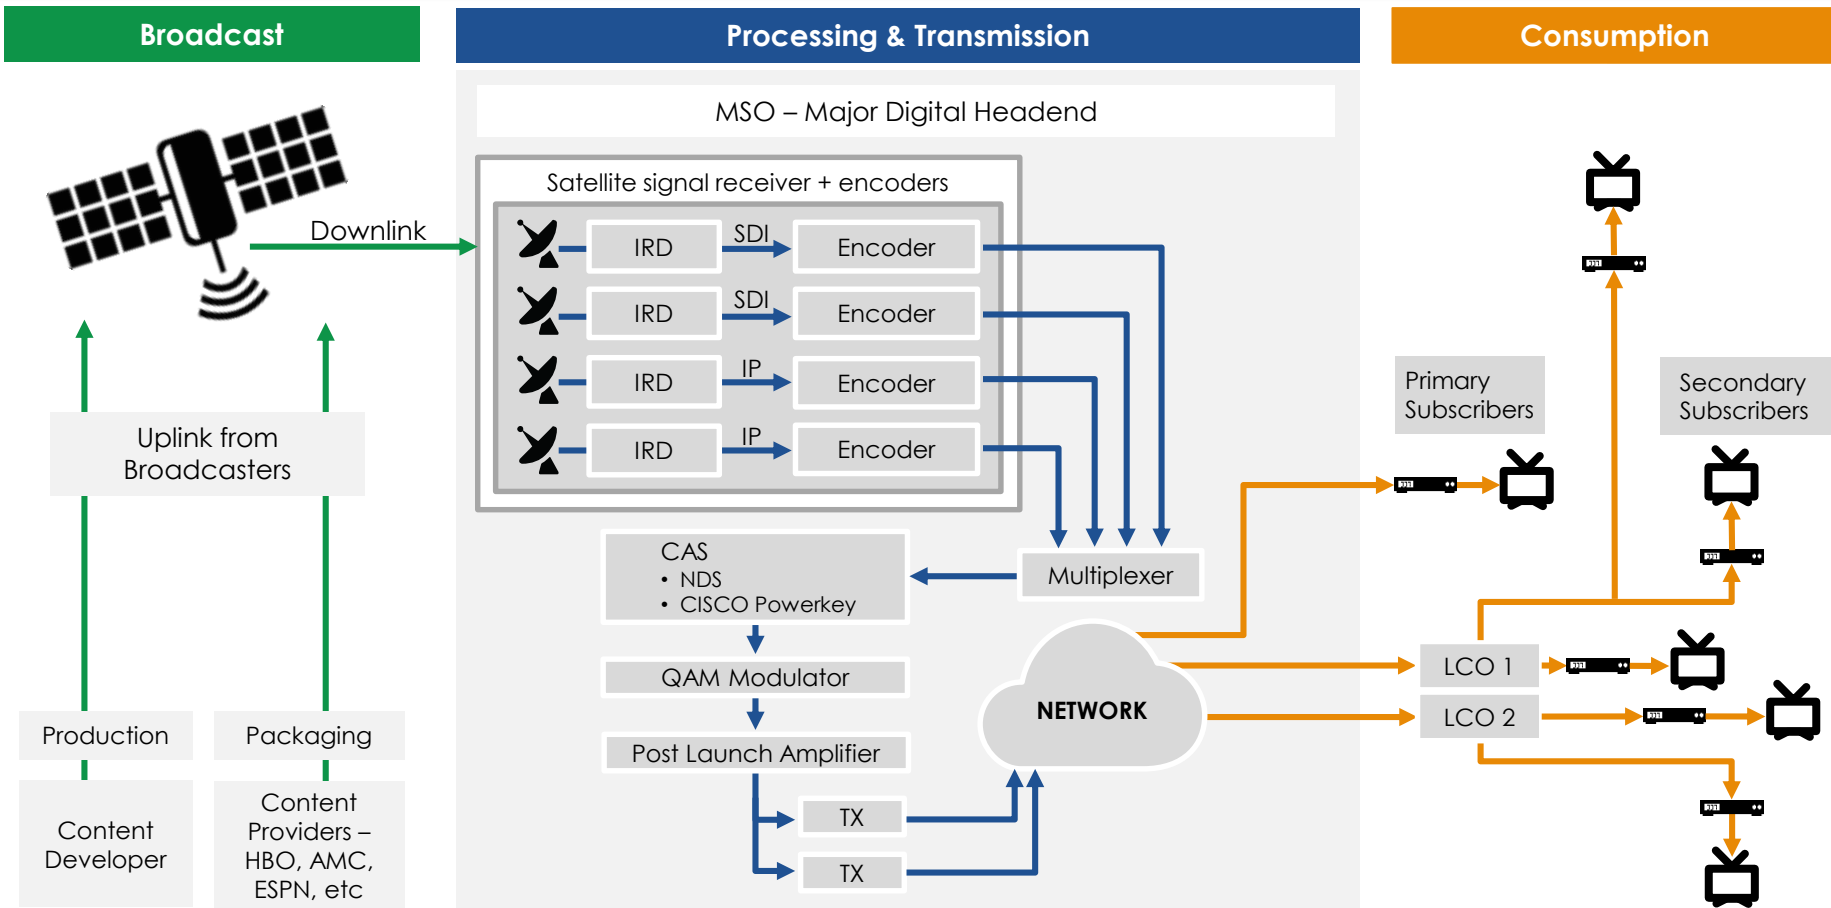 Broadcast
Processing & Transmission
Consumption
MSO – Major Digital Headend
Satellite signal receiver + encoders
Downlink
IRD
SDI
Encoder
IRD
SDI
Encoder
IRD
IP
Encoder
IRD
IP
Encoder
Uplink from
Broadcasters
Production
Packaging
Content
Developer
Content
Providers –
HBO, AMC,
ESPN, etc
CAS
• NDS
• CISCO Powerkey
Multiplexer
QAM Modulator
Post Launch Amplifier
TX
TX
NETWORK
Primary
Subscribers
Secondary
Subscribers
LCO 1
LCO 2